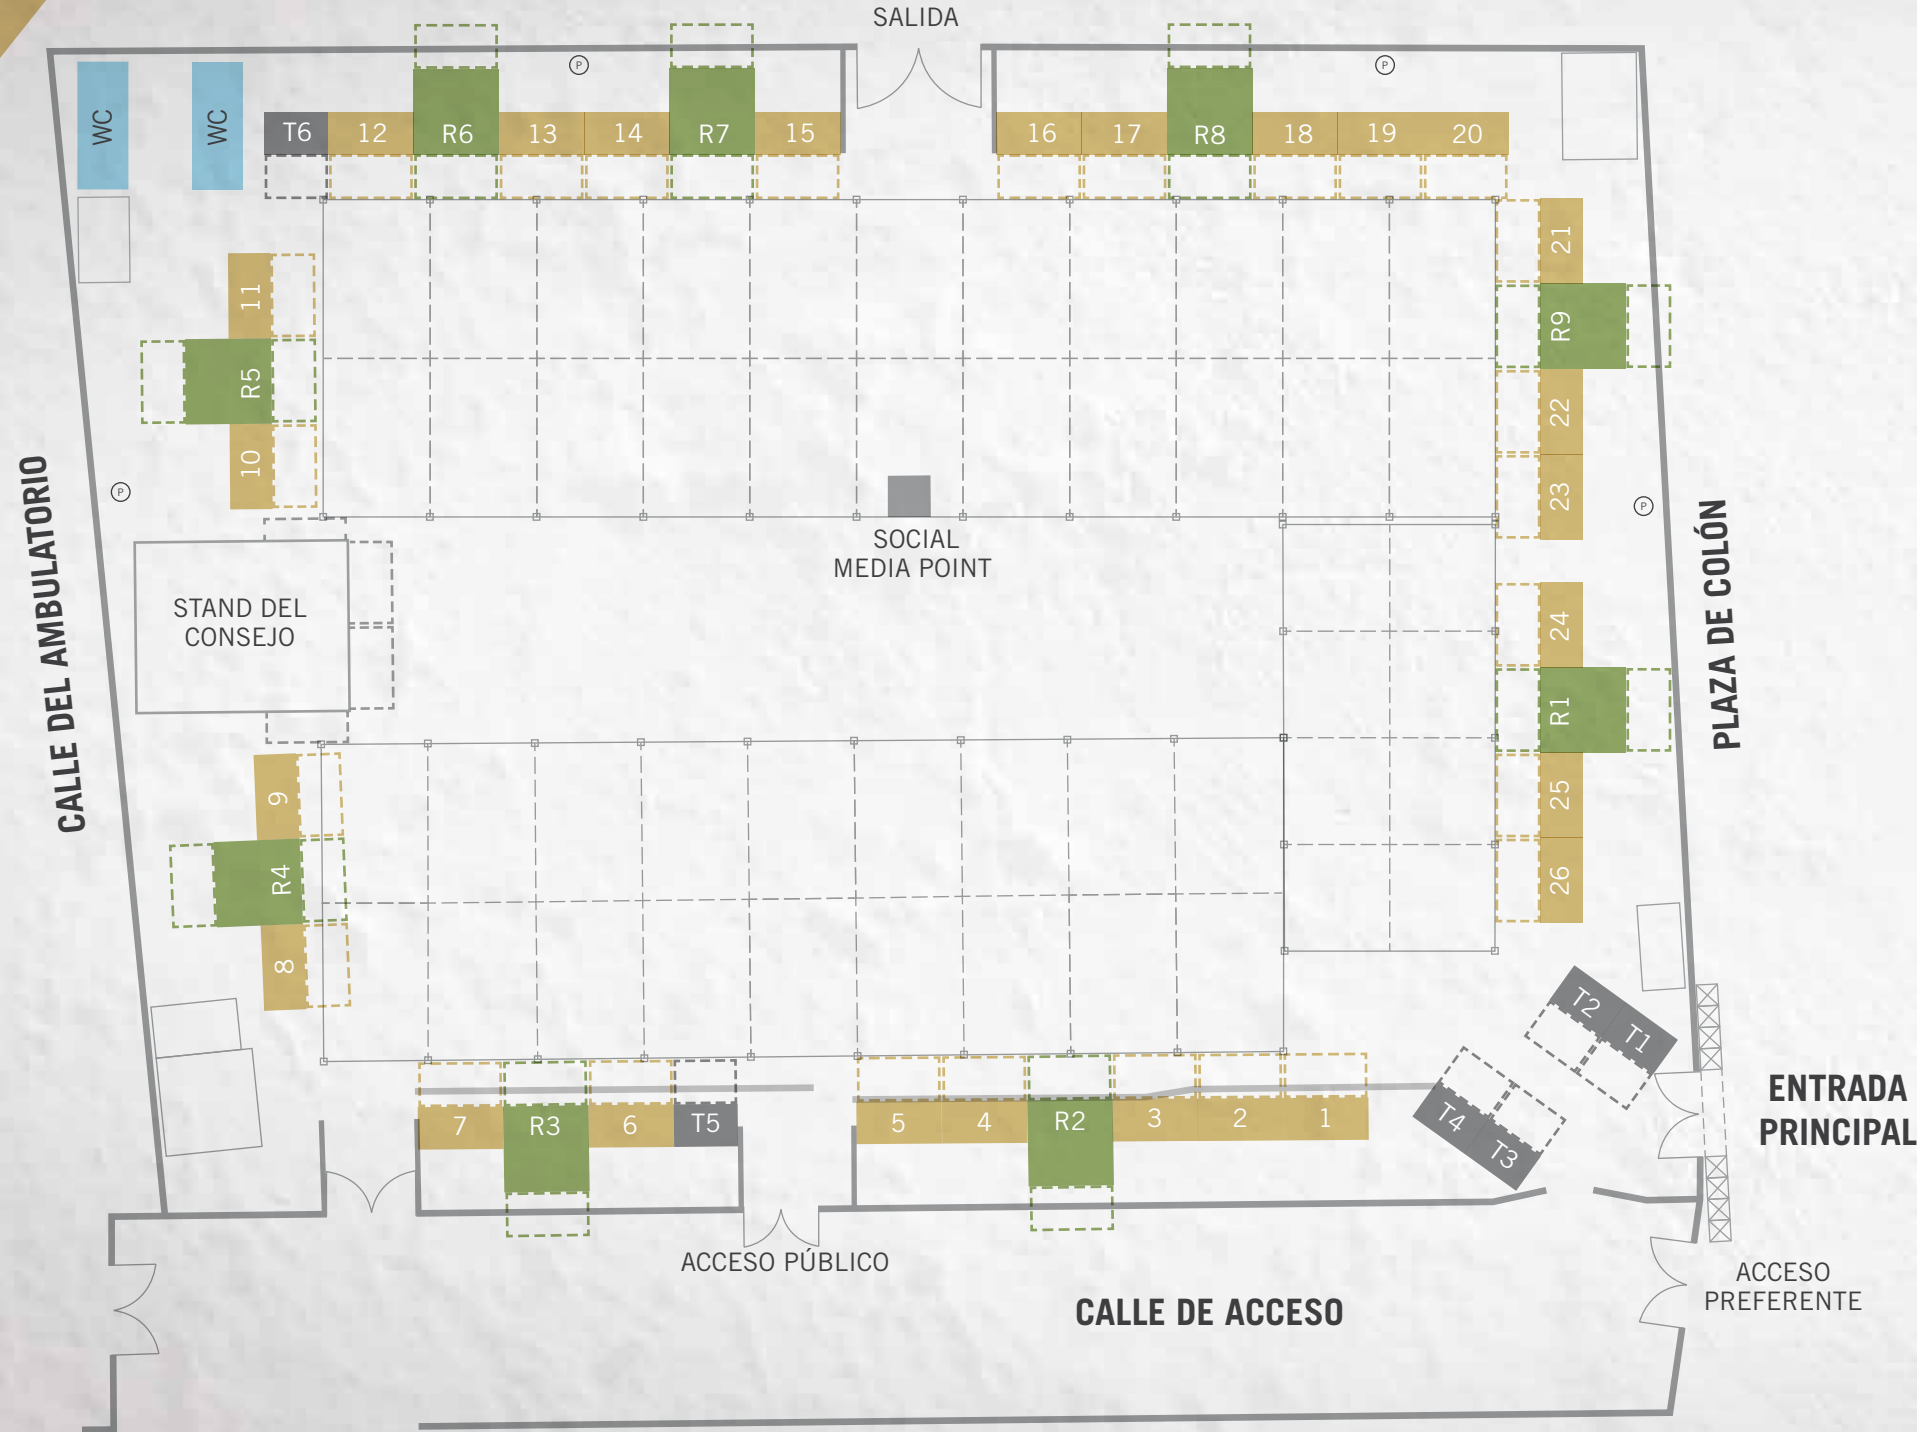 SALIDA
P
P
WC
WC
T6
12
R6
13
14
R7
15
16
17
R8
18
19
20
21
R9
22
23
11
R5
10
P
P
SOCIAL
MEDIA POINT
STAND DEL
CONSEJO
CALLE DEL AMBULATORIO
PLAZA DE COLÓN
24
R1
25
26
9
R4
8
T2
T1
T4
T3
7
R3
6
T5
5
4
R2
3
2
1
ENTRADA
PRINCIPAL
ACCESO PÚBLICO
CALLE DE ACCESO
ACCESO
PREFERENTE